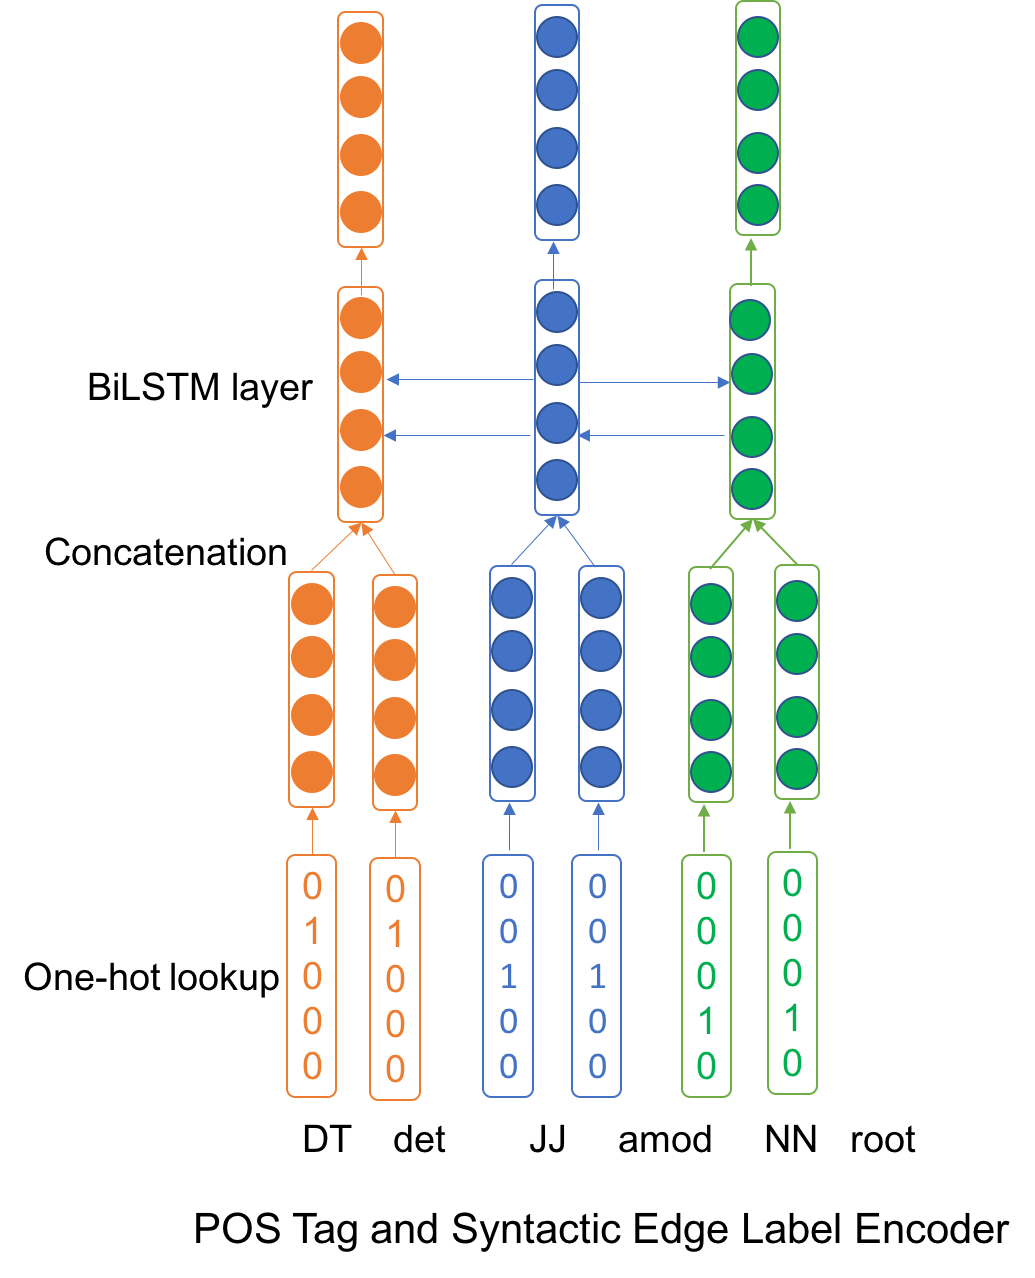 BiLSTM layer
Concatenation
0 0 0 0 0 0
1 1 0 0 0 0
One-hot lookup 0 0 1 1 0 0
0 0 0 0 1 1
0 0 0 0 0 0
DT det JJ amod NN root
POS Tag and Syntactic Edge Label Encoder